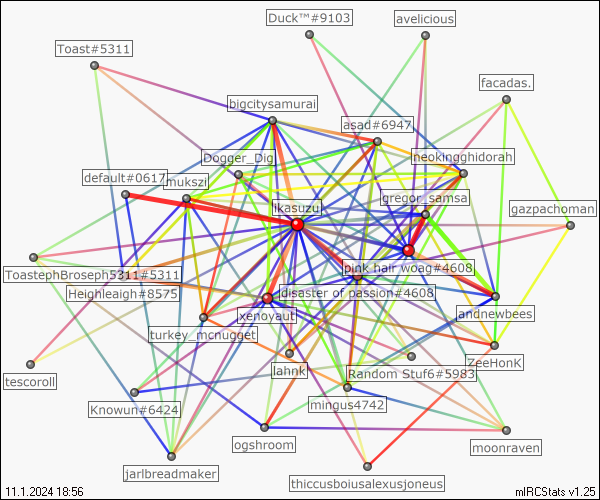 Duck™#9103
avelicious
Toast#5311
facadas.
bigcitysamurai
asad#6947
Dogger_Dig
neokingghidorah
default#0617
mukszi
gregor_samsa
ikasuzu
gazpachoman
ToastephBroseph5311#5311
pink hair woag#4608
Heighleaigh#8575
disaster of passion#4608
andnewbees
xenoyaut
turkey_mcnugget
ZeeHonK
lahnk
Random Stuf6#5983
tescoroll
Knowun#6424
mingus4742
ogshroom
moonraven
jarlbreadmaker
thiccusboiusalexusjoneus
11.1.2024 18:56
mIRCStats v1.25